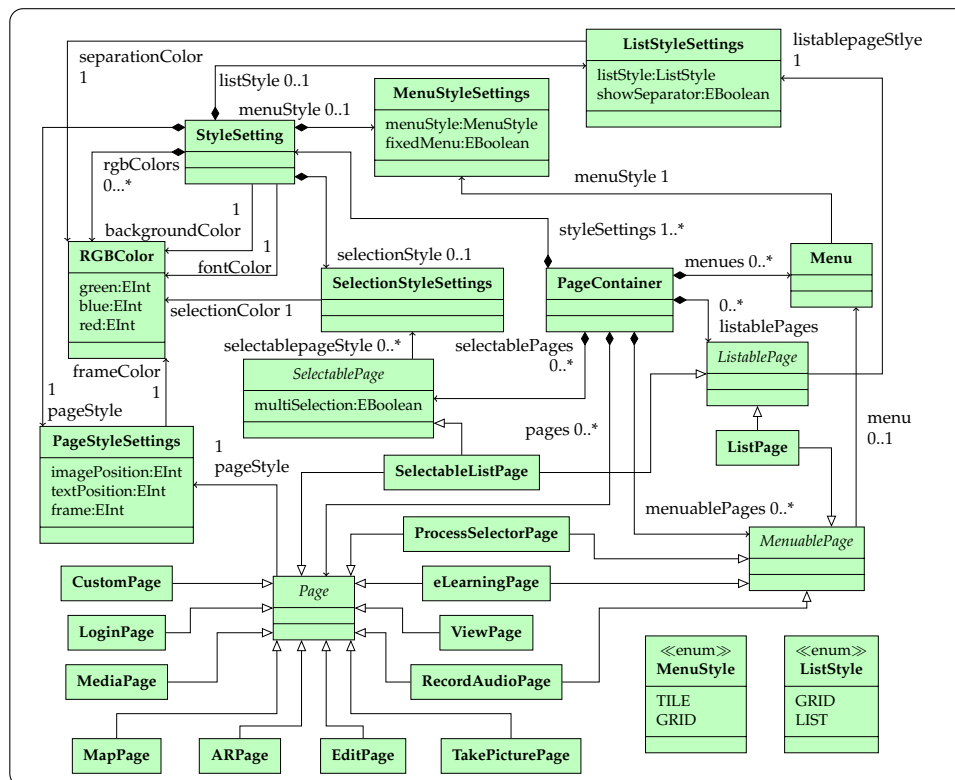 separationColor
1
ListStyleSettings
listStyle:ListStyle
showSeparator:EBoolean
listablepageStlye
1
listStyle 0..1
menuStyle 0..1
MenuStyleSettings
menuStyle:MenuStyle
fixedMenu:EBoolean
StyleSetting
rgbColors
0...*
menuStyle 1
1
backgroundColor
1
fontColor
styleSettings 1..*
RGBColor
green:EInt
blue:EInt
red:EInt
selectionStyle 0..1
SelectionStyleSettings
selectionColor 1
PageContainer
menues 0..*
Menu
0..*
listablePages
selectablepageStyle 0..*
selectablePages
0..*
SelectablePage
multiSelection:EBoolean
ListablePage
frameColor
1
1
pageStyle
menu
0..1
PageStyleSettings
imagePosition:EInt
textPosition:EInt
frame:EInt
1
pageStyle
pages 0..*
ListPage
SelectableListPage
menuablePages 0..*
ProcessSelectorPage
MenuablePage
CustomPage
Page
eLearningPage
LoginPage
ViewPage
MediaPage
RecordAudioPage
≪enum≫
MenuStyle
TILE
GRID
≪enum≫
ListStyle
GRID
LIST
MapPage
ARPage
EditPage
TakePicturePage